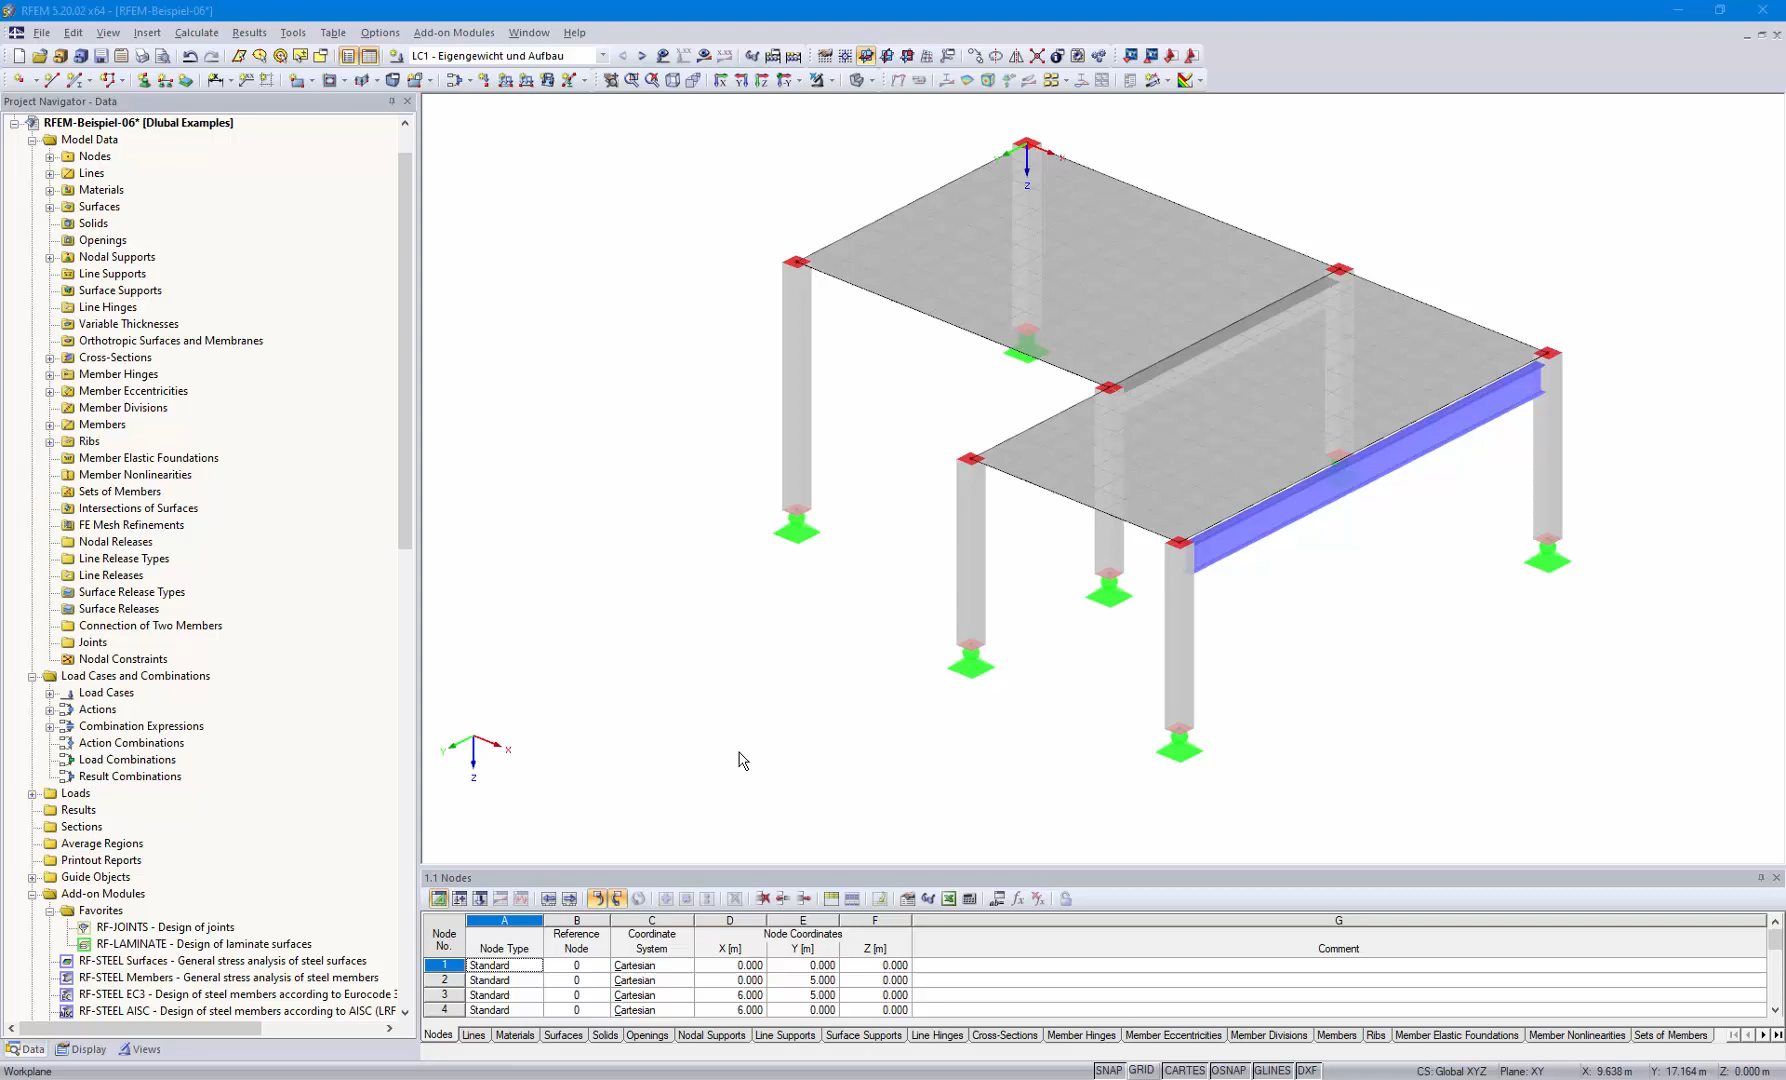 RFEM 5.20.02 x64 - [RFEM-Beispiel-06*]
File Edit View Insert Calculate Results Tools Table Options Add-on Modules Window Help
LC1 - Eigengewicht und Aufbau
Project Navigator - Data
RFEM-Beispiel-06* [Dlubal Examples]
Model Data
Nodes
Lines
Materials
Surfaces
Solids
Openings
Nodal Supports
Line Supports
Surface Supports
Line Hinges
Variable Thicknesses
Orthotropic Surfaces and Membranes
Cross-Sections
Member Hinges
Member Eccentricities
Member Divisions
Members
Ribs
Member Elastic Foundations
Member Nonlinearities
Sets of Members
Intersections of Surfaces
FE Mesh Refinements
Nodal Releases
Line Release Types
Line Releases
Surface Release Types
Surface Releases
Connection of Two Members
Joints
Nodal Constraints
Load Cases and Combinations
Load Cases
Actions
Combination Expressions
Action Combinations
Load Combinations
Result Combinations
Loads
Results
Sections
Average Regions
Printout Reports
Guide Objects
Add-on Modules
Favorites
RF-JOINTS - Design of joints
RF-LAMINATE - Design of laminate surfaces
RF-STEEL Surfaces - General stress analysis of steel surfaces
RF-STEEL Members - General stress analysis of steel members
RF-STEEL EC3 - Design of steel members according to Eurocode 3
RF-STEEL AISC - Design of steel members according to AISC (LRF
Data Display Views
X
Z
Y X
Z
1.1 Nodes
A B C D E F G
Node Reference Coordinate Node Coordinates
No. Node Type Node System X [m] Y [m] Z [m] Comment
1 Standard 0 Cartesian 0.000 0.000 0.000
2 Standard 0 Cartesian 0.000 5.000 0.000
3 Standard 0 Cartesian 6.000 5.000 0.000
4 Standard 0 Cartesian 6.000 0.000 0.000
Nodes Lines Materials Surfaces Solids Openings Nodal Supports Line Supports Surface Supports Line Hinges Cross-Sections Member Hinges Member Eccentricities Member Divisions Members Ribs Member Elastic Foundations Member Nonlinearities Sets of Members
Workplane SNAP GRID CARTES OSNAP GLINES DXF CS: Global XYZ Plane: XY X: 9.638 m Y: 17.164 m Z: 0.000 m